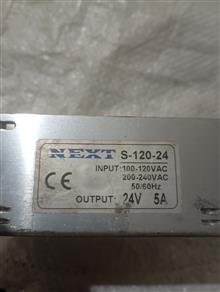 NEXT S-120-24
INPUT:100-120VAC
200-240VAC
50/60Hz
CE
OUTPUT: 24V 5A